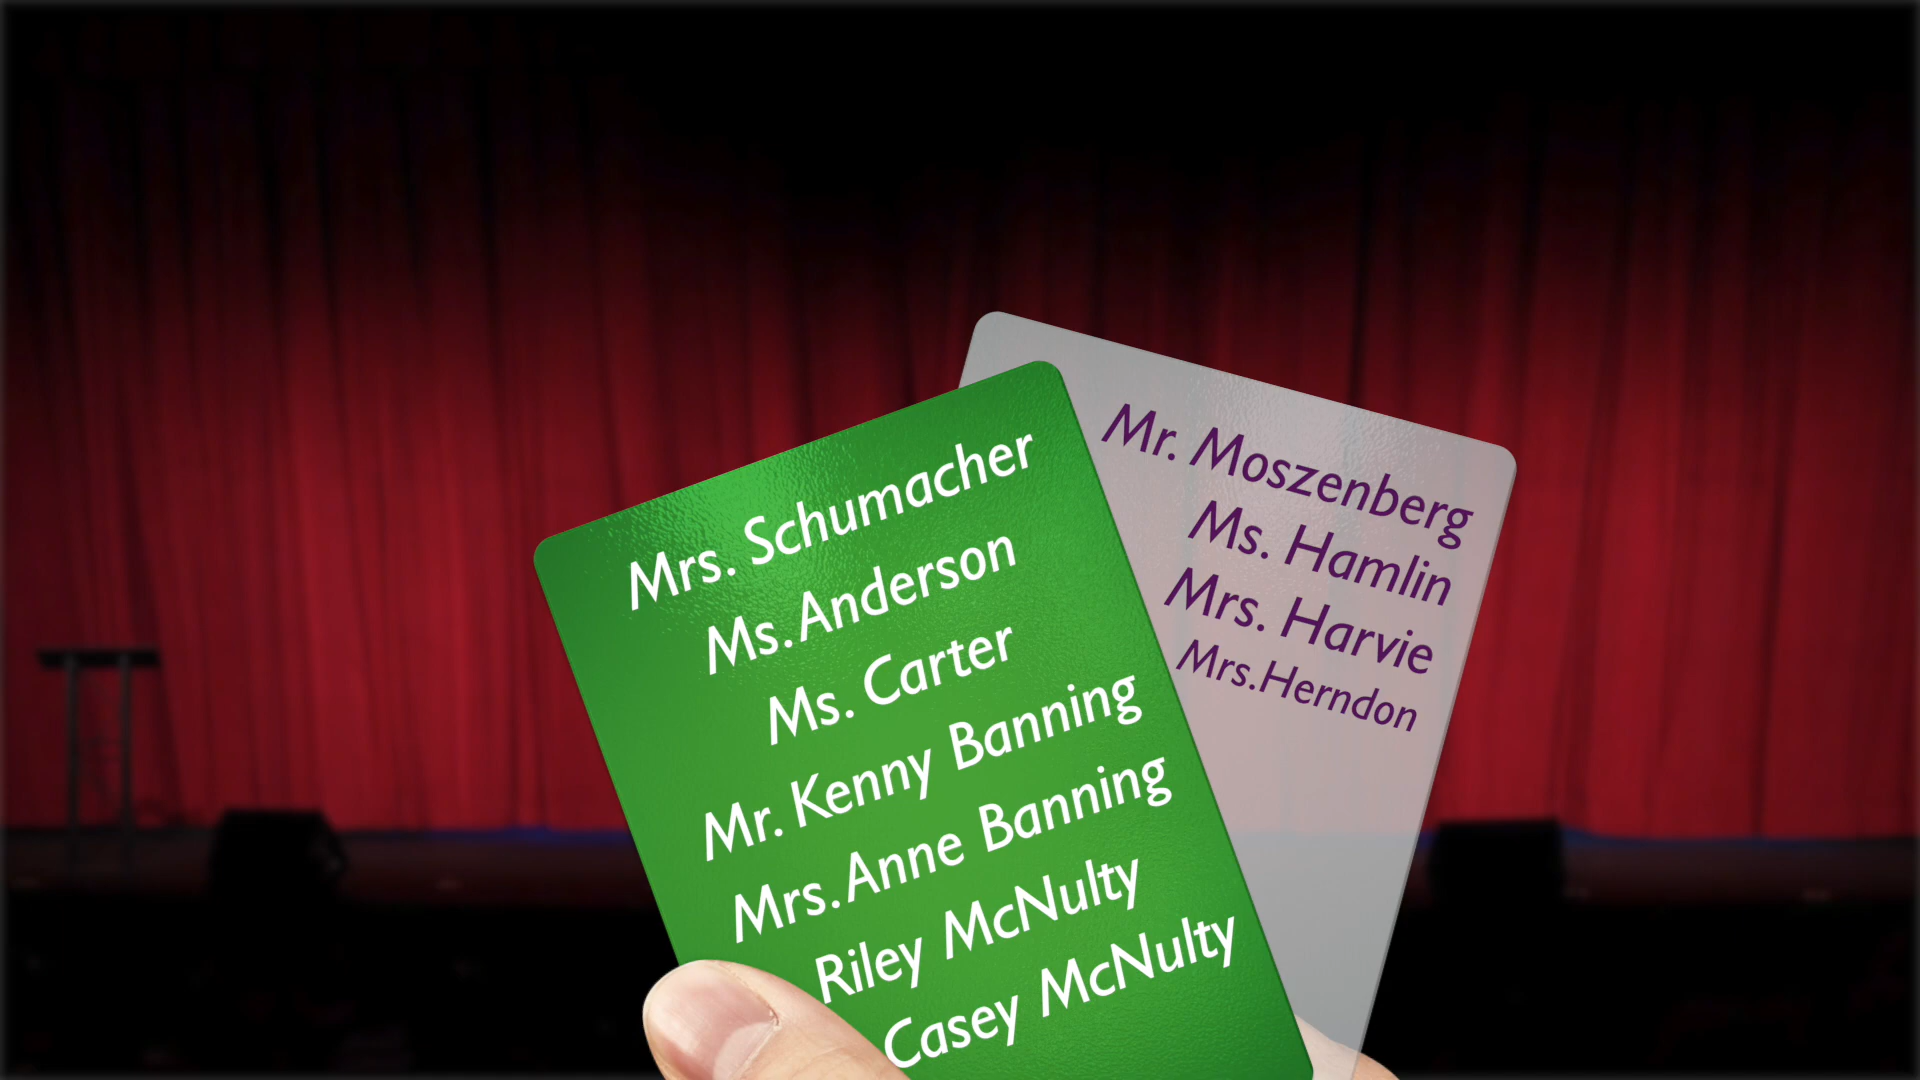 Mrs. Schumacher
Ms. Anderson
Ms. Carter
Mr. Kenny Banning
Mrs. Anne Banning
Riley McNulty
Casey McNulty
Mr. Moszenberg
Ms. Hamlin
Mrs. Harvie
Mrs. Herndon